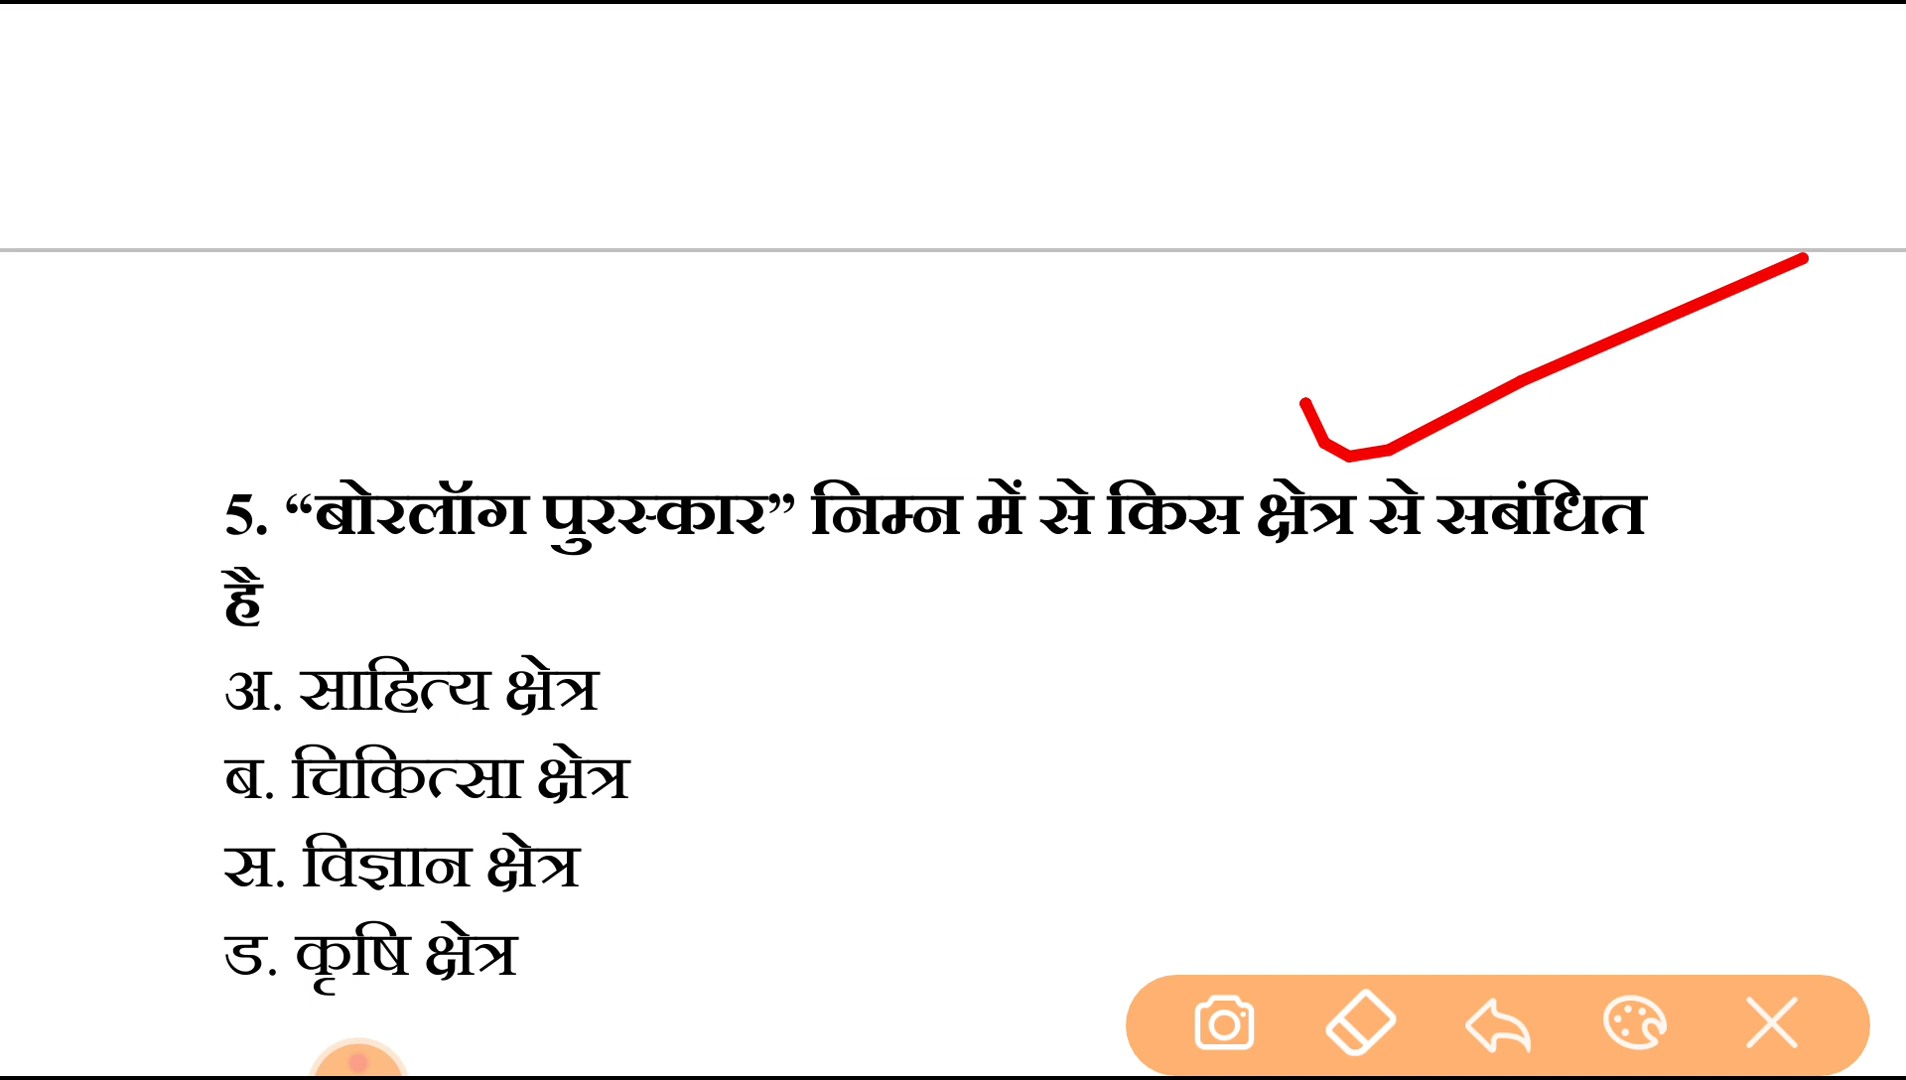 5. “बोरलॉग पुरस्कार” निम्न में से किस क्षेत्र से सबंधित
है
अ. साहित्य क्षेत्र
ब. चिकित्सा क्षेत्र
स. विज्ञान क्षेत्र
ड. कृषि क्षेत्र